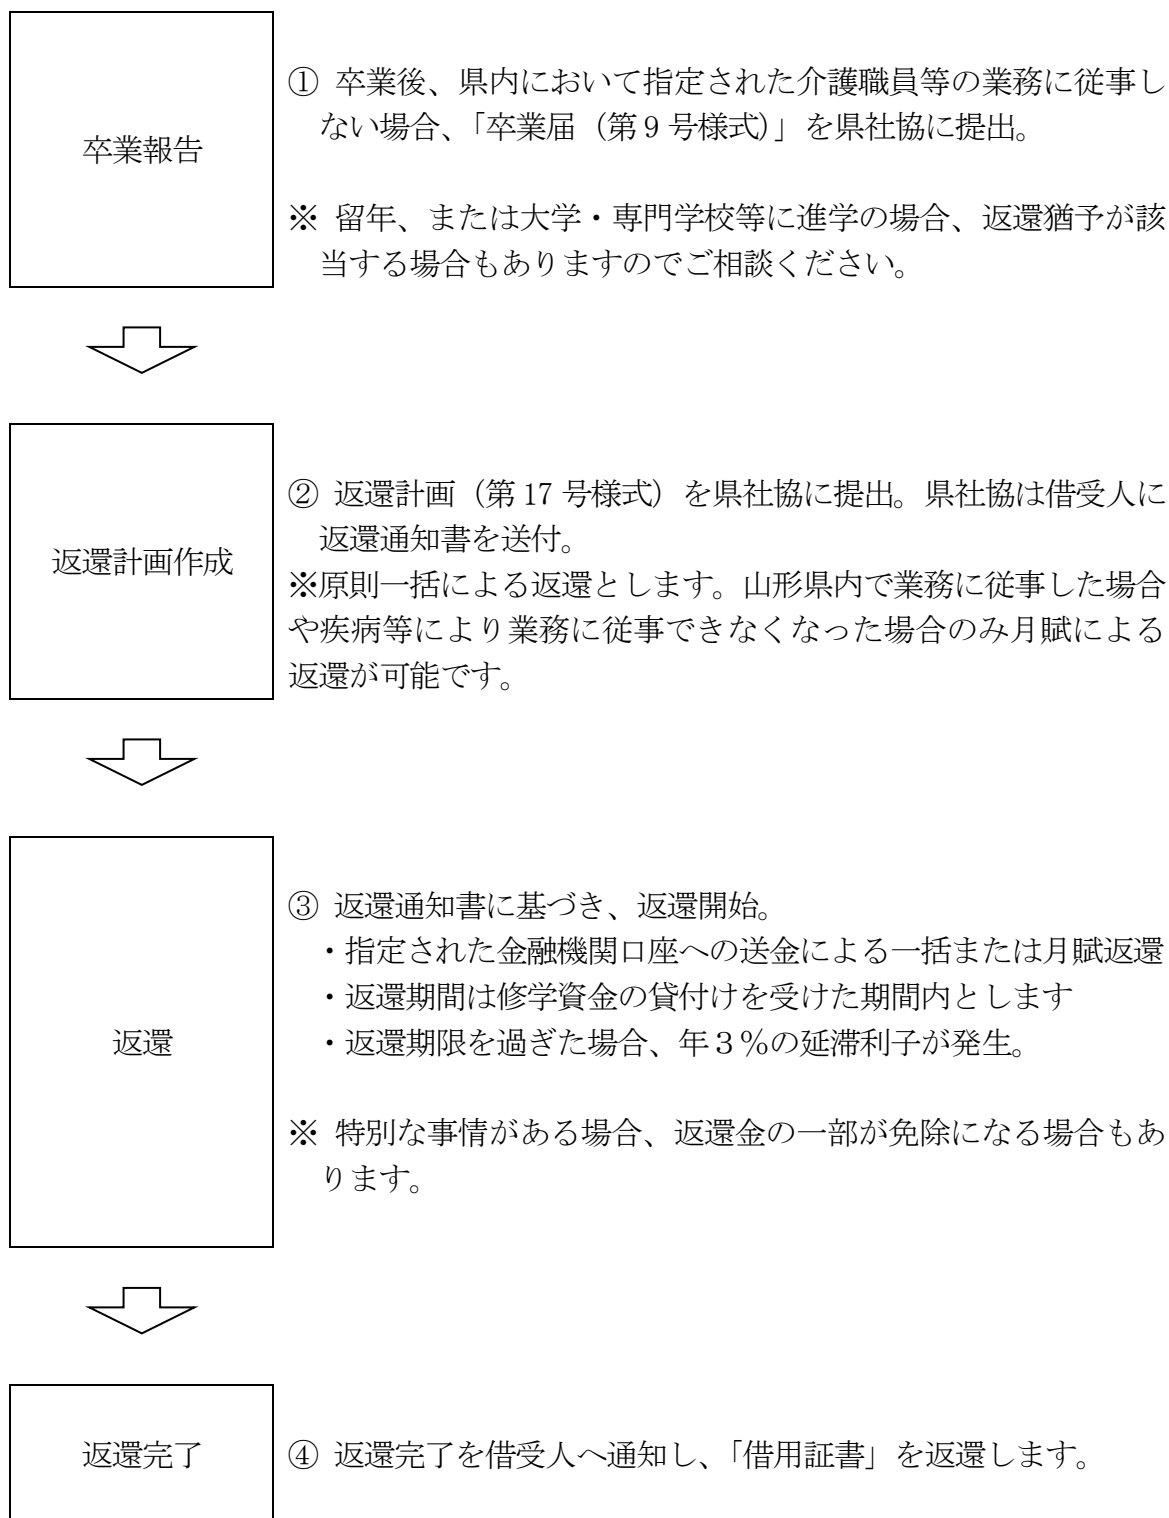 卒業報告
① 卒業後、県内において指定された介護職員等の業務に従事し
ない場合、「卒業届（第９号様式）」を県社協に提出。
※ 留年、または大学・専門学校等に進学の場合、返還猶予が該
当する場合もありますのでご相談ください。
返還計画作成
② 返還計画（第 17 号様式）を県社協に提出。県社協は借受人に
返還通知書を送付。
※原則一括による返還とします。山形県内で業務に従事した場合
や疾病等により業務に従事できなくなった場合のみ月賦による
返還が可能です。
返還
③ 返還通知書に基づき、返還開始。
・指定された金融機関口座への送金による一括または月賦返還
・返還期間は修学資金の貸付けを受けた期間内とします
・返還期限を過ぎた場合、年３％の延滞利子が発生。
※ 特別な事情がある場合、返還金の一部が免除になる場合もあ
ります。
返還完了
④ 返還完了を借受人へ通知し、「借用証書」を返還します。